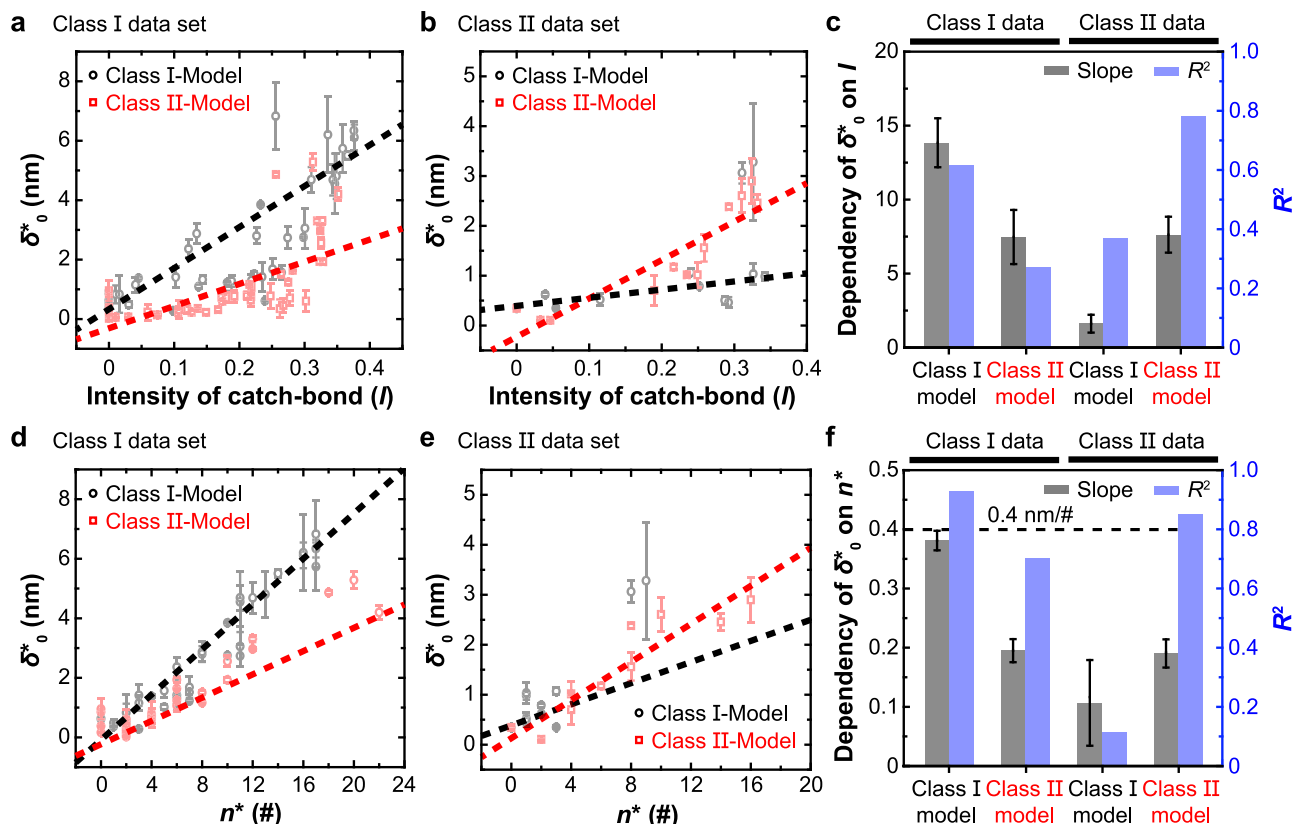 a Class I data set
8
6
4
2
0
δ*₀ (nm)
Class I-Model
Class II-Model
0 0.1 0.2 0.3 0.4
Intensity of catch-bond (I)
b Class II data set
5
4
3
2
1
0
δ*₀ (nm)
Class I-Model
Class II-Model
0 0.1 0.2 0.3 0.4
Intensity of catch-bond (I)
c Class I data Class II data
20
15
10
5
0
Dependency of δ*₀ on I
Slope R²
1.0
0.8
0.6
0.4
0.2
0
R²
Class I Class II Class I Class II
model model model model
d Class I data set
8
6
4
2
0
δ*₀ (nm)
Class I-Model
Class II-Model
0 4 8 12 16 20 24
n* (#)
e Class II data set
5
4
3
2
1
0
δ*₀ (nm)
Class I-Model
Class II-Model
0 4 8 12 16 20
n* (#)
f Class I data Class II data
0.5
0.4
0.3
0.2
0.1
0
Dependency of δ*₀ on n*
Slope R²
0.4 nm/#
1.0
0.8
0.6
0.4
0.2
0
R²
Class I Class II Class I Class II
model model model model